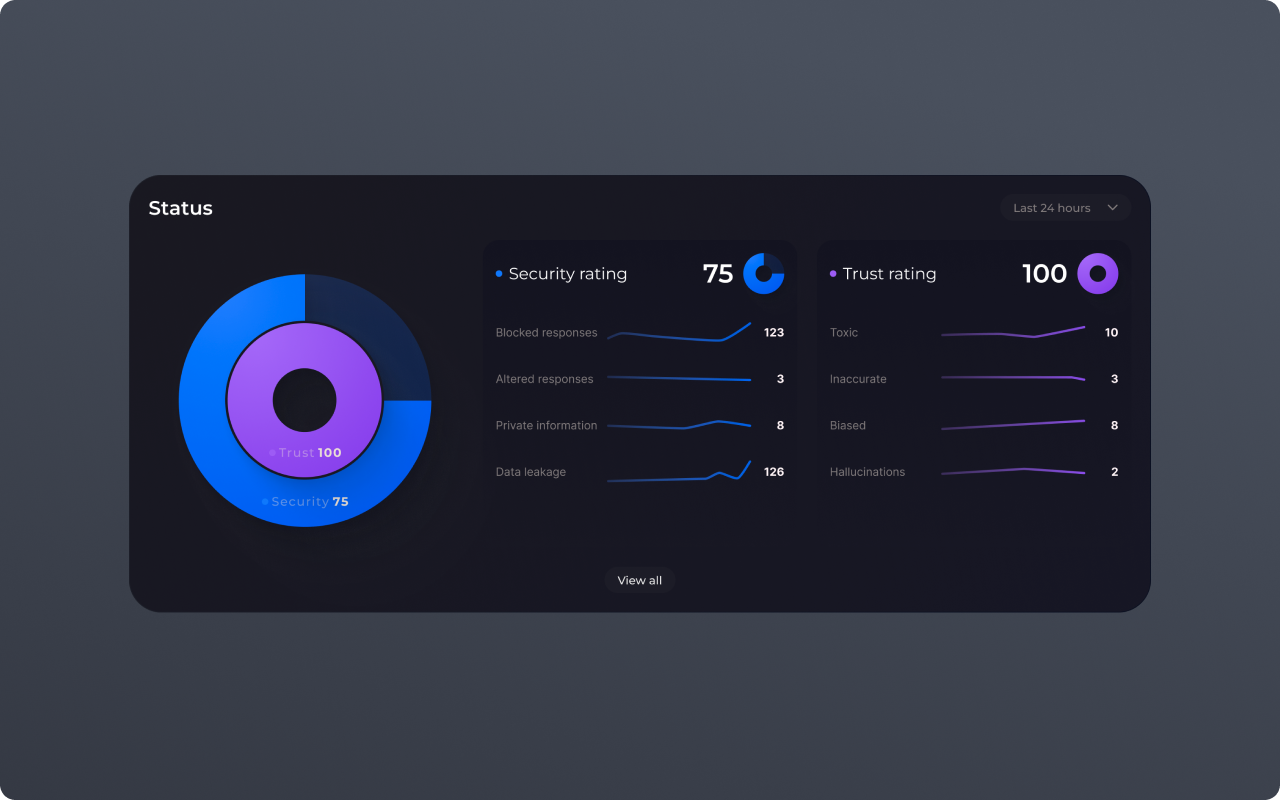 Status
Last 24 hours
Trust 100
Security 75
Security rating 75
Blocked responses 123
Altered responses 3
Private information 8
Data leakage 126
Trust rating 100
Toxic 10
Inaccurate 3
Biased 8
Hallucinations 2
View all